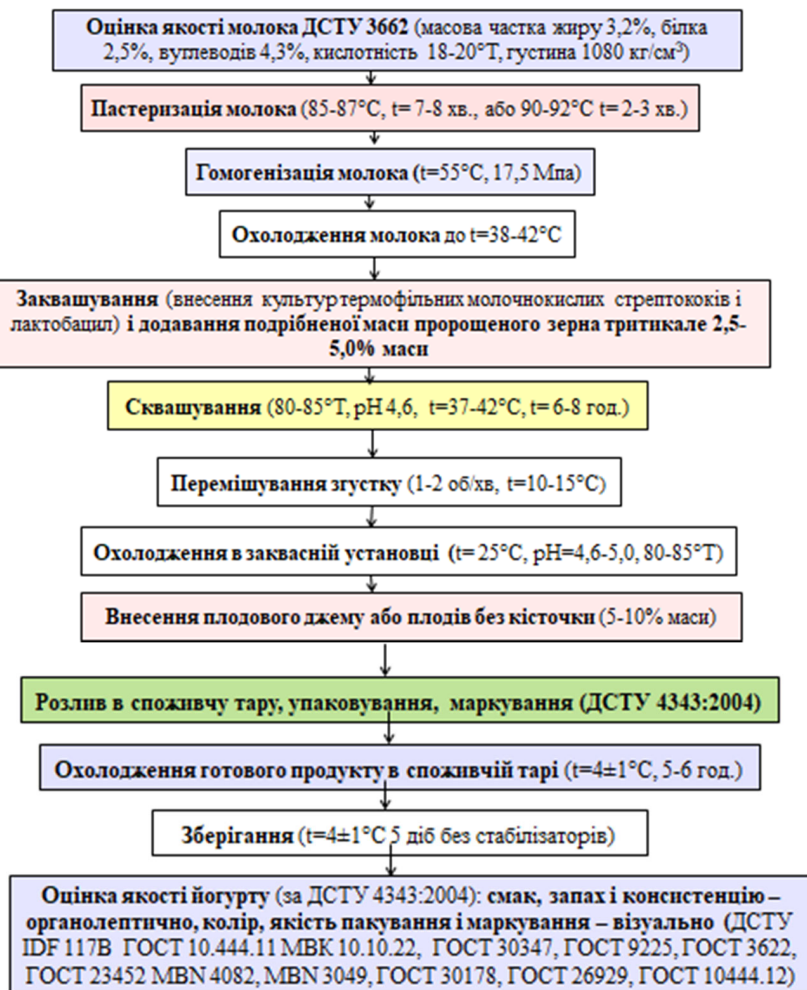 Оцінка якості молока ДСТУ 3662 (масова частка жиру 3,2%, білка
2,5%, вуглеводів 4,3%, кислотність 18-20°Т, густина 1080 кг/см³)
Пастеризація молока (85-87°С, t= 7-8 хв., або 90-92°С t= 2-3 хв.)
Гомогенізація молока (t=55°С, 17,5 Мпа)
Охолодження молока до t=38-42°С
Заквашування (внесення культур термофільних молочнокислих стрептококів і
лактобацил) і додавання подрібненої маси пророщеного зерна тритикале 2,5-
5,0% маси
Сквашування (80-85°Т, рН 4,6, t=37-42°С, t= 6-8 год.)
Перемішування згустку (1-2 об/хв, t=10-15°С)
Охолодження в заквасній установці (t= 25°С, рН=4,6-5,0, 80-85°Т)
Внесення плодового джему або плодів без кісточки (5-10% маси)
Розлив в споживчу тару, упаковування, маркування (ДСТУ 4343:2004)
Охолодження готового продукту в споживчій тарі (t=4±1°С, 5-6 год.)
Зберігання (t=4±1°С 5 діб без стабілізаторів)
Оцінка якості йогурту (за ДСТУ 4343:2004): смак, запах і консистенцію –
органолептично, колір, якість пакування і маркування – візуально (ДСТУ
IDF 117В ГОСТ 10.444.11 МВК 10.10.22, ГОСТ 30347, ГОСТ 9225, ГОСТ 3622,
ГОСТ 23452 MBN 4082, MBN 3049, ГОСТ 30178, ГОСТ 26929, ГОСТ 10444.12)